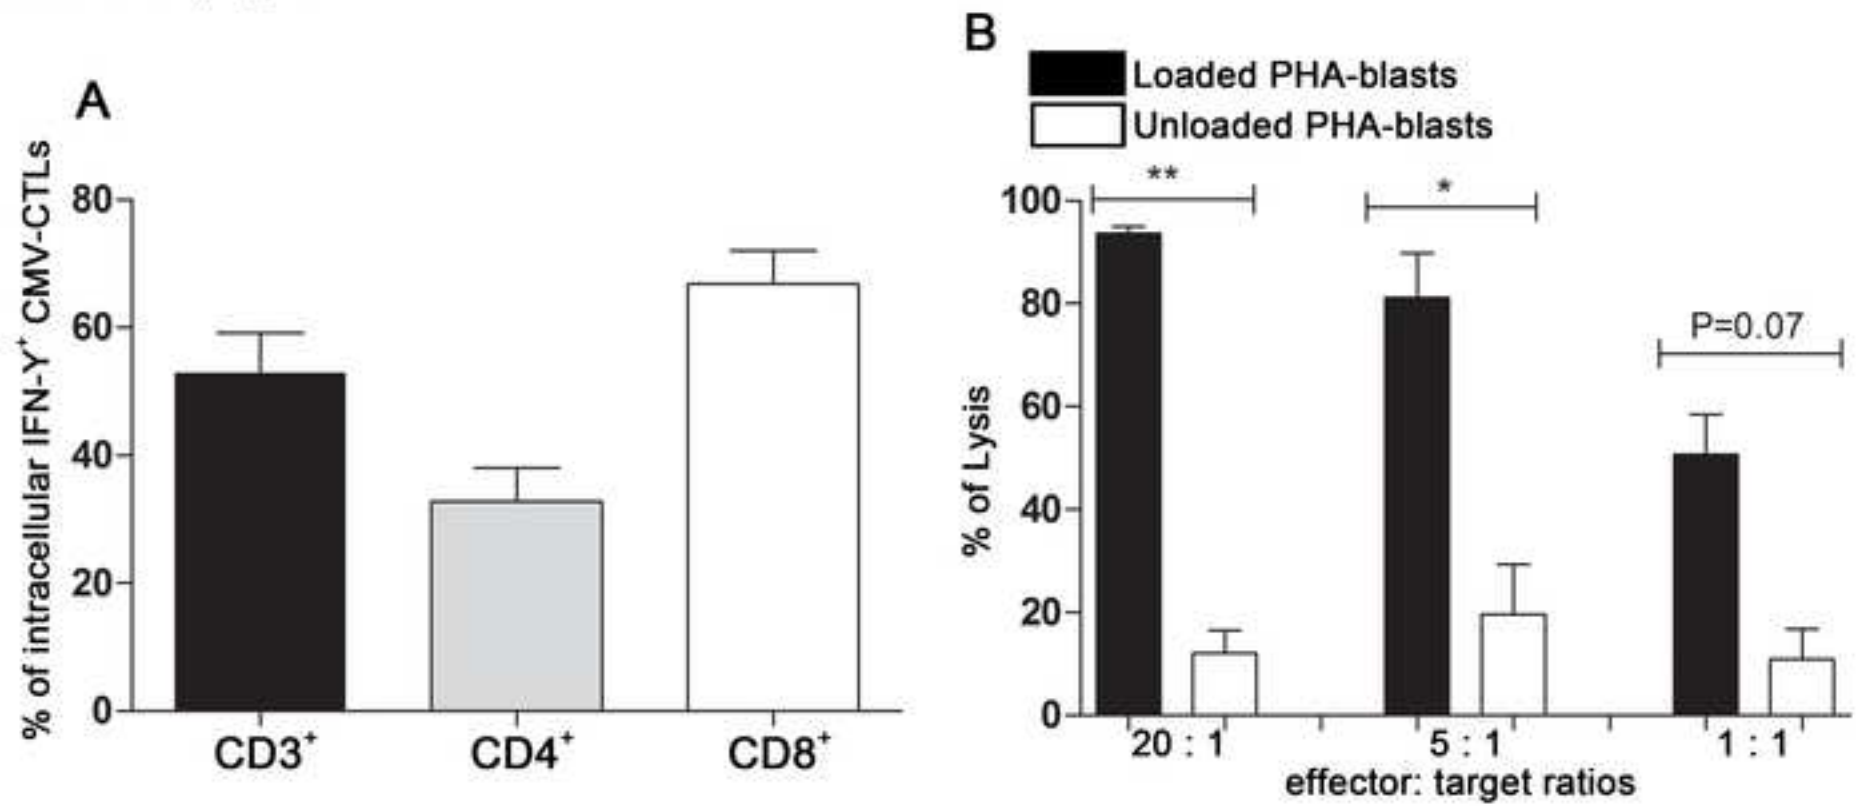 A
% of intracellular IFN-Y⁺ CMV-CTLs
80
60
40
20
0
CD3⁺ CD4⁺ CD8⁺
B
Loaded PHA-blasts
Unloaded PHA-blasts
% of Lysis
100
80
60
40
20
0
**
*
P=0.07
20 : 1 5 : 1 1 : 1
effector: target ratios